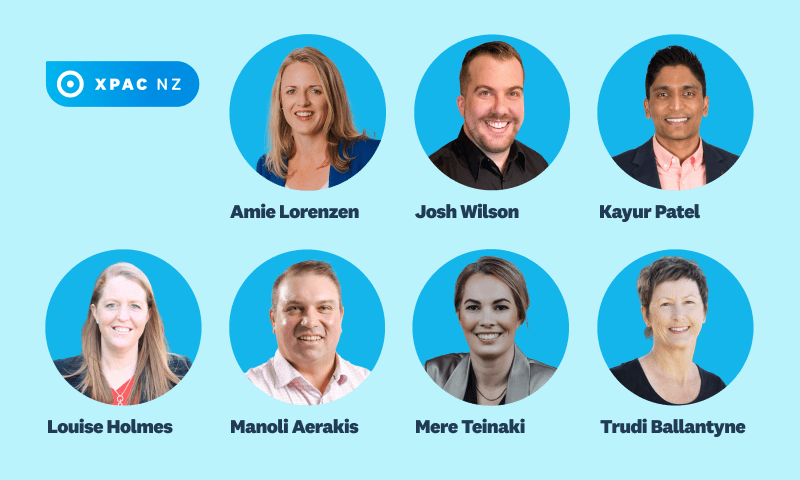 XPAC NZ
Amie Lorenzen
Josh Wilson
Kayur Patel
Louise Holmes
Manoli Aerakis
Mere Teinaki
Trudi Ballantyne